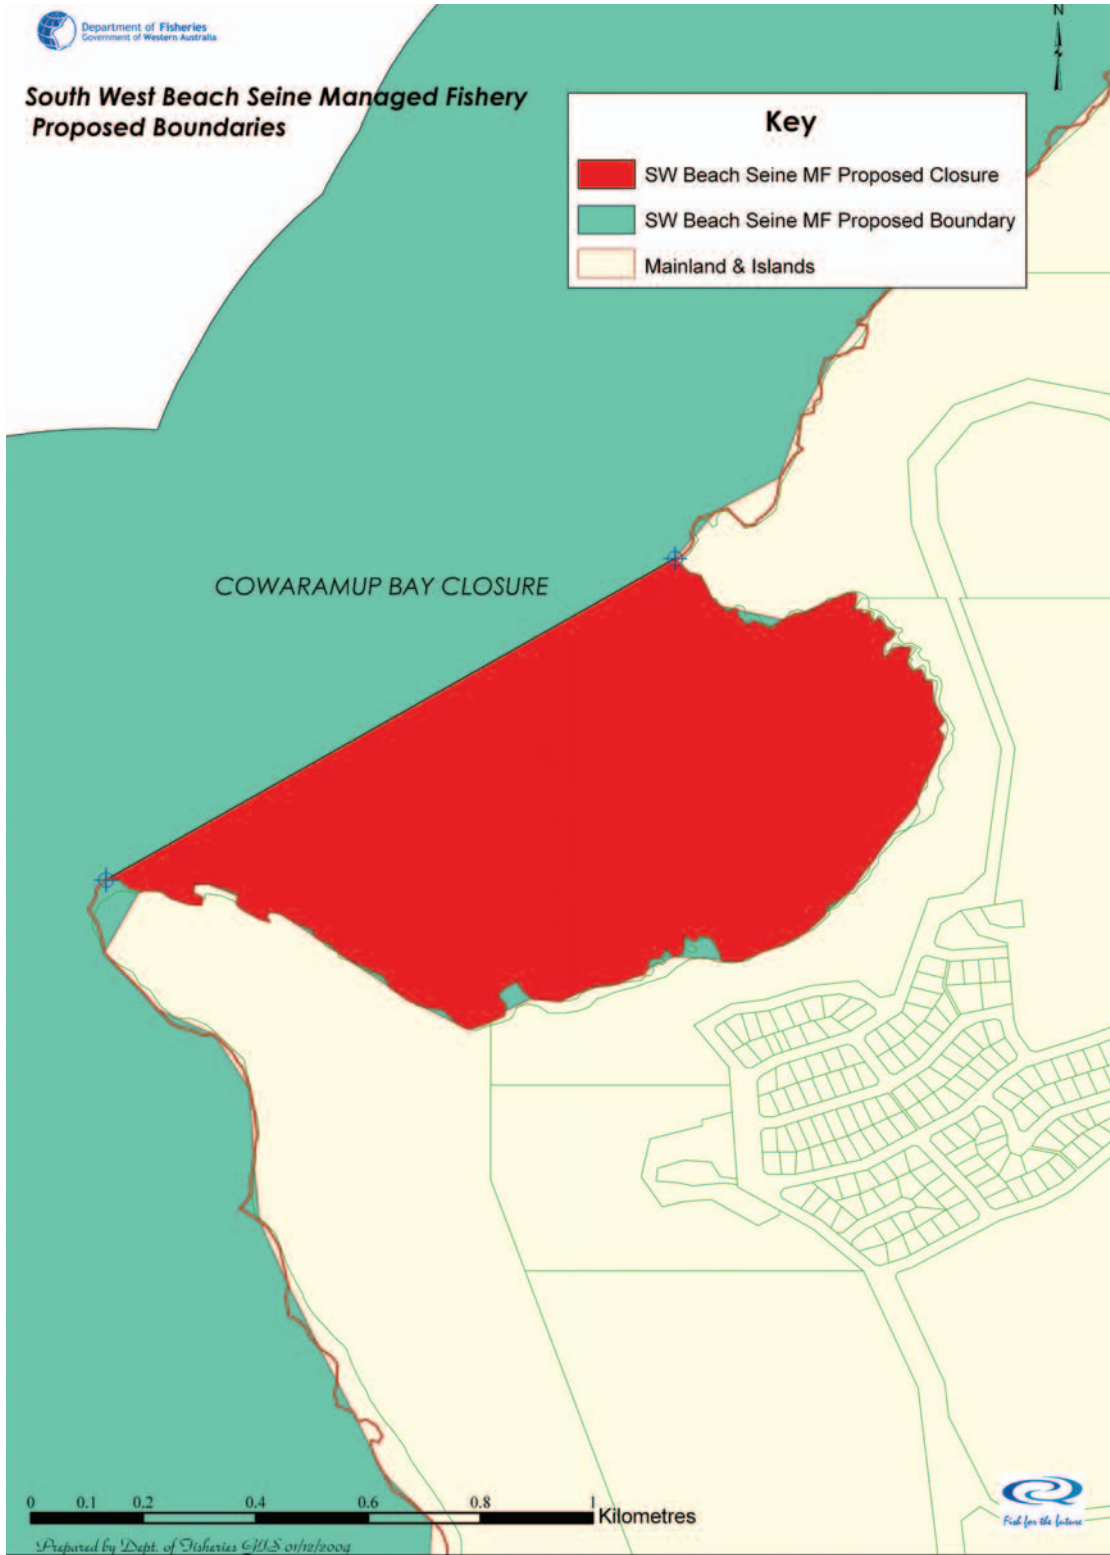 Department of Fisheries
Government of Western Australia
N
South West Beach Seine Managed Fishery
Proposed Boundaries
Key
SW Beach Seine MF Proposed Closure
SW Beach Seine MF Proposed Boundary
Mainland & Islands
COWARAMUP BAY CLOSURE
0 0.1 0.2 0.4 0.6 0.8 1
Kilometres
Prepared by Dept. of Fisheries GIS 01/12/2004
Fish for the future